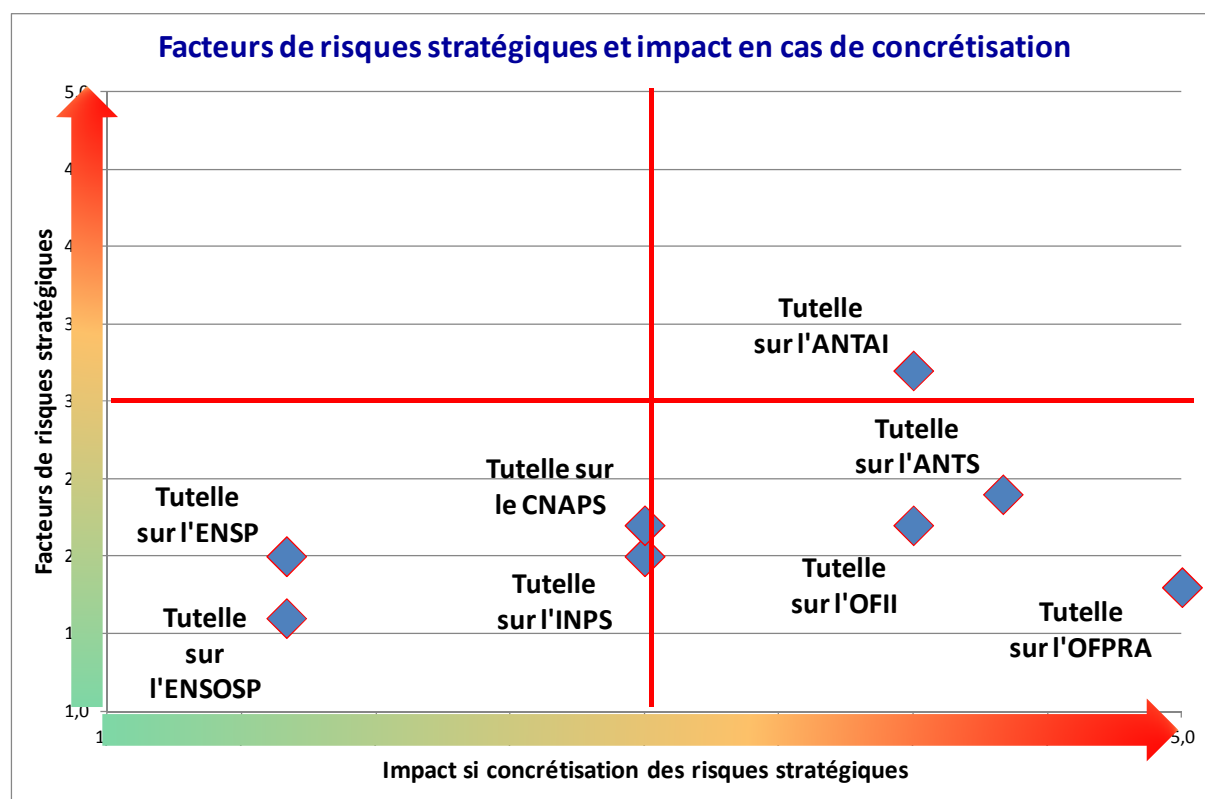 Facteurs de risques stratégiques et impact en cas de concrétisation
Facteurs de risques stratégiques
5,0
4
4
3
3
2
2
1
1,0
Tutelle
sur l'ANTAI
Tutelle
sur l'ANTS
Tutelle sur
le CNAPS
Tutelle
sur l'ENSP
Tutelle
sur l'INPS
Tutelle
sur l'OFII
Tutelle
sur
l'ENSOSP
Tutelle
sur l'OFPRA
1
5,0
Impact si concrétisation des risques stratégiques